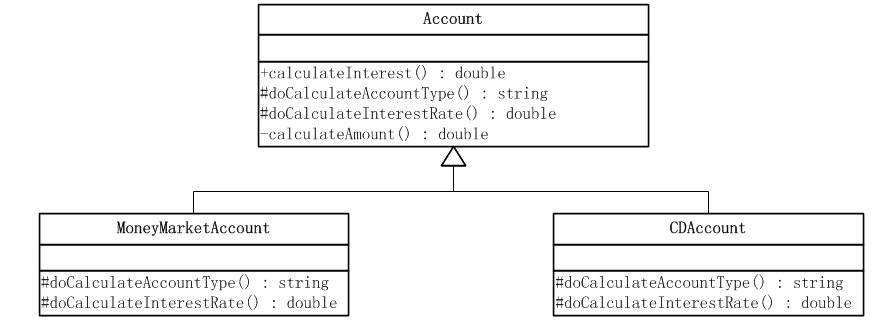 Account
+calculateInterest() : double
#doCalculateAccountType() : string
#doCalculateInterestRate() : double
-calculateAmount() : double
MoneyMarketAccount
#doCalculateAccountType() : string
#doCalculateInterestRate() : double
CDAccount
#doCalculateAccountType() : string
#doCalculateInterestRate() : double